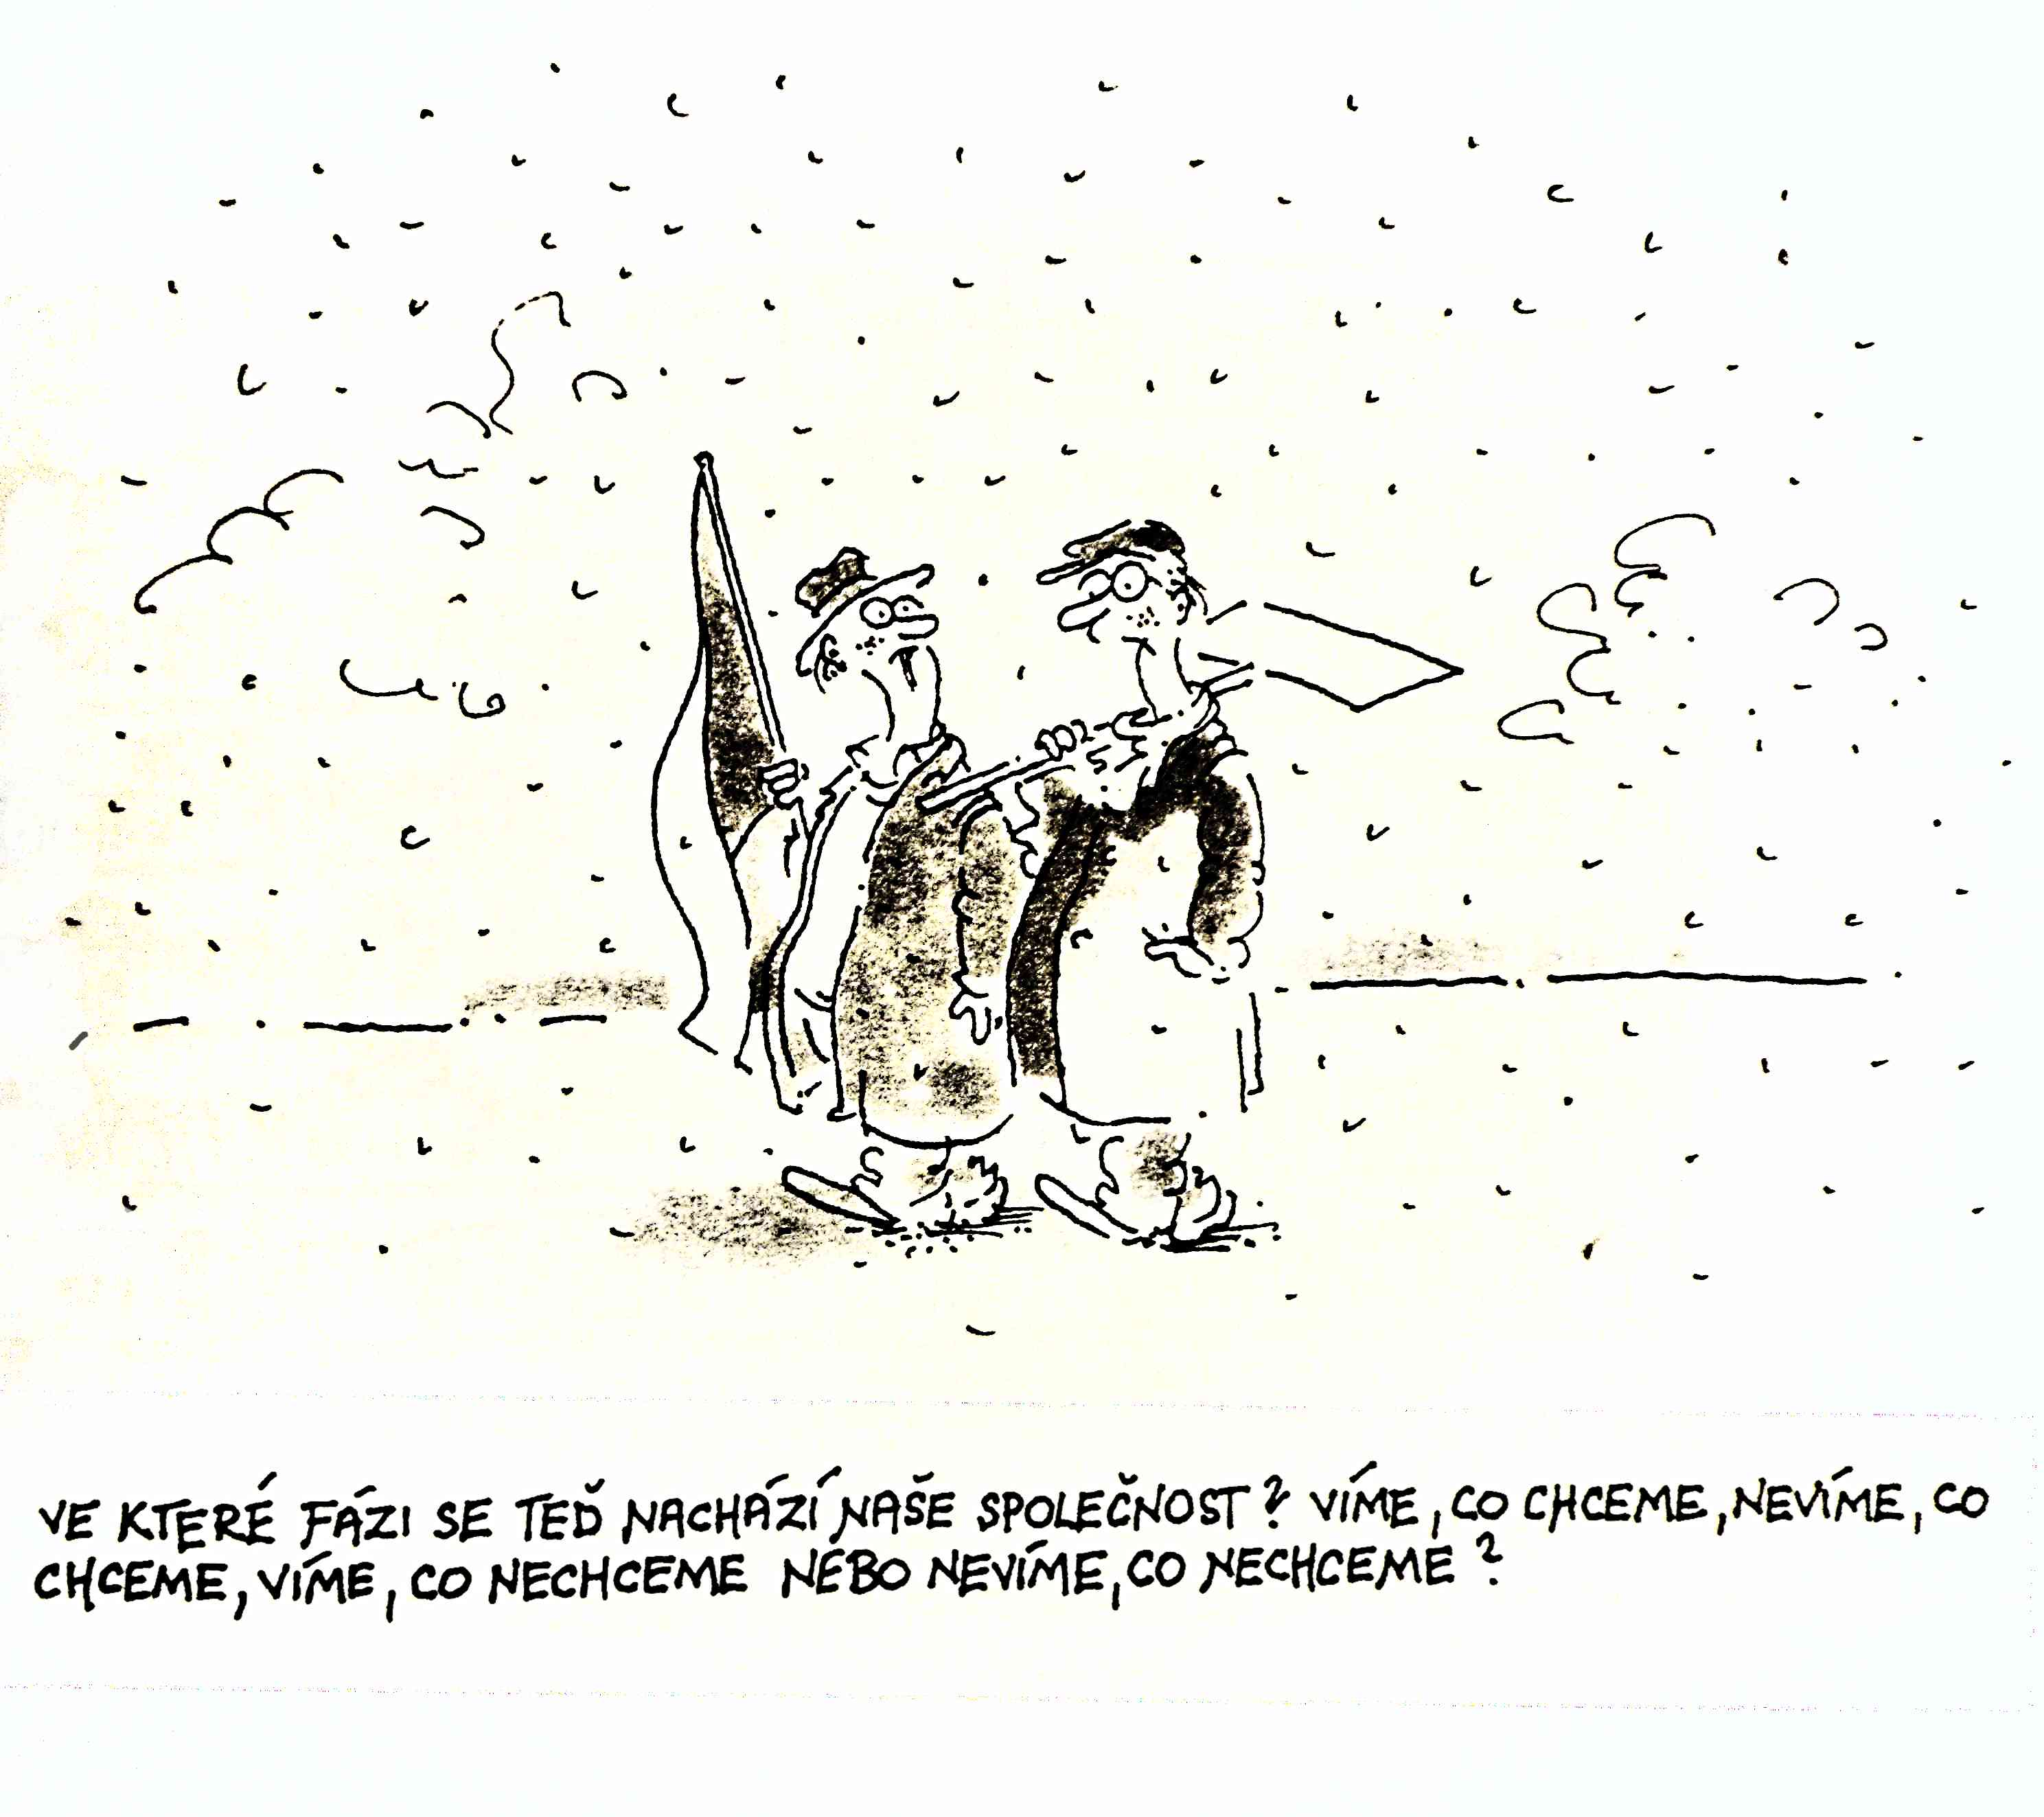 VE KTERÉ FÁZI SE TEĎ NACHÁZÍ NAŠE SPOLEČNOST? VÍME, CO CHCEME, NEVÍME, CO
CHCEME, VÍME, CO NECHCEME NEBO NEVÍME, CO NECHCEME?